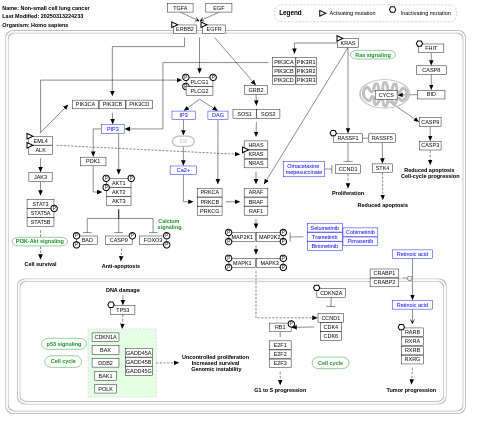 Name: Non-small cell lung cancer
Last Modified: 20250313224233
Organism: Homo sapiens
TGFA
EGF
Legend
Activating mutation
Inactivating mutation
ERBB2
EGFR
KRAS
FHIT
Ras signaling
PIK3CA
PIK3R1
PIK3CB
PIK3R2
PIK3CD
PIK3R3
CASP8
PLCG1
PLCG2
P
P
P
GRB2
BID
CYCS
PIK3CA
PIK3CB
PIK3CD
SOS1
SOS2
IP3
DAG
CASP9
PIP3
EML4
ALK
ER
RASSF1
RASSF5
HRAS
KRAS
NRAS
CASP3
PDK1
Ca2+
Omacetaxine
mepesuccinate
CCND1
STK4
Reduced apoptosis
Cell-cycle progression
JAK3
AKT1
AKT2
AKT3
P
P
P
PRKCA
PRKCB
PRKCG
ARAF
BRAF
RAF1
Proliferation
Reduced apoptosis
STAT3
STAT5A
STAT5B
P
Calcium
signaling
PI3K-Akt signaling
BAD
CASP9
FOXO3
P
P
P
P
P
P
MAP2K1
MAP2K2
P
P
P
P
Selumetinib
Trametinib
Binimetinib
Cobimetinib
Pimasertib
Retinoic acid
Cell survival
Anti-apoptosis
MAPK1
MAPK3
P
P
P
P
CRABP1
CRABP2
DNA damage
CDKN2A
Retinoic acid
TP53
CCND1
CDK4
CDK6
RB1
P
RARB
RXRA
RXRB
RXRG
p53 signaling
Cell cycle
CDKN1A
BAX
DDB2
BAK1
POLK
GADD45A
GADD45B
GADD45G
Uncontrolled proliferation
Increased survival
Genomic instability
E2F1
E2F2
E2F3
Cell cycle
G1 to S progression
Tumor progression